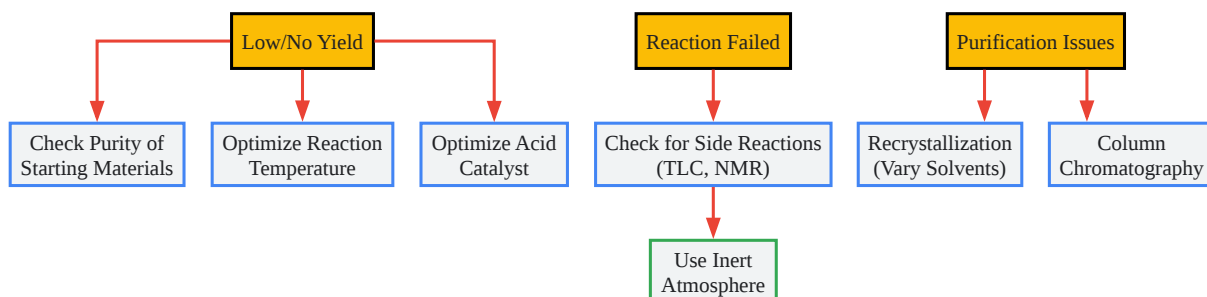 Low/No Yield
Reaction Failed
Purification Issues
Check Purity of
Starting Materials
Optimize Reaction
Temperature
Optimize Acid
Catalyst
Check for Side Reactions
(TLC, NMR)
Recrystallization
(Vary Solvents)
Column
Chromatography
Use Inert
Atmosphere